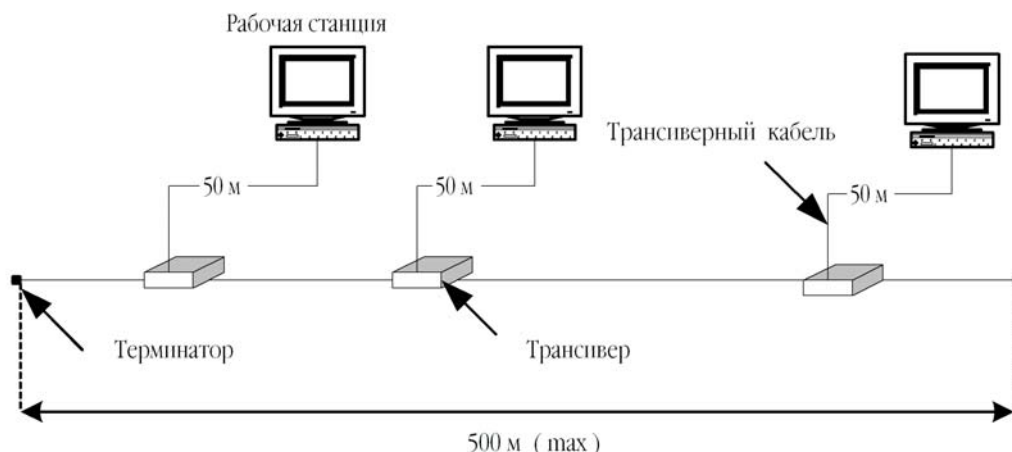 Рабочая станция
Трансиверный кабель
50 м
50 м
50 м
Терминатор
Трансивер
500 м ( max )